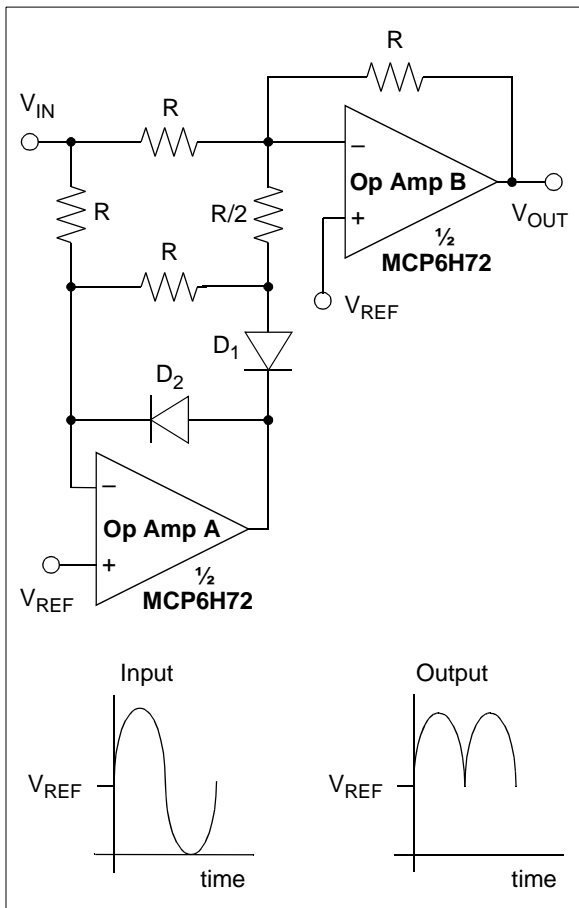 R
V_IN
R
R
R/2
R
D_1
D_2
–
+
Op Amp B
½
MCP6H72
V_REF
V_OUT
–
+
Op Amp A
½
MCP6H72
V_REF
Input
V_REF
time
Output
V_REF
time